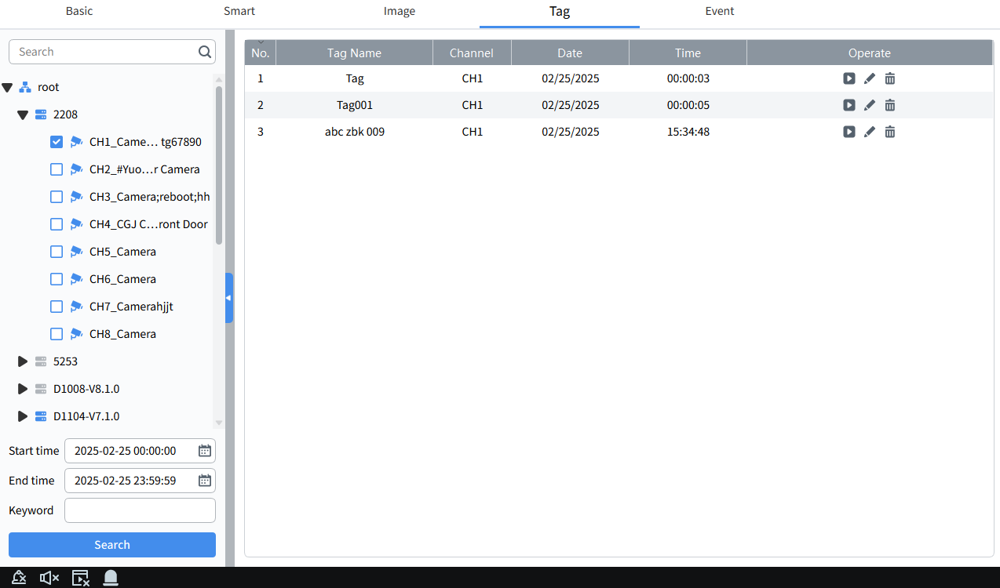 Basic Smart Image Tag Event
Search
root
2208
CH1_Came... tg67890
CH2_#Yuo...r Camera
CH3_Camera;reboot;hh
CH4_CGJ C...ront Door
CH5_Camera
CH6_Camera
CH7_Camerahjjt
CH8_Camera
5253
D1008-V8.1.0
D1104-V7.1.0
Start time 2025-02-25 00:00:00
End time 2025-02-25 23:59:59
Keyword
Search
No. Tag Name Channel Date Time Operate
1 Tag CH1 02/25/2025 00:00:03
2 Tag001 CH1 02/25/2025 00:00:05
3 abc zbk 009 CH1 02/25/2025 15:34:48